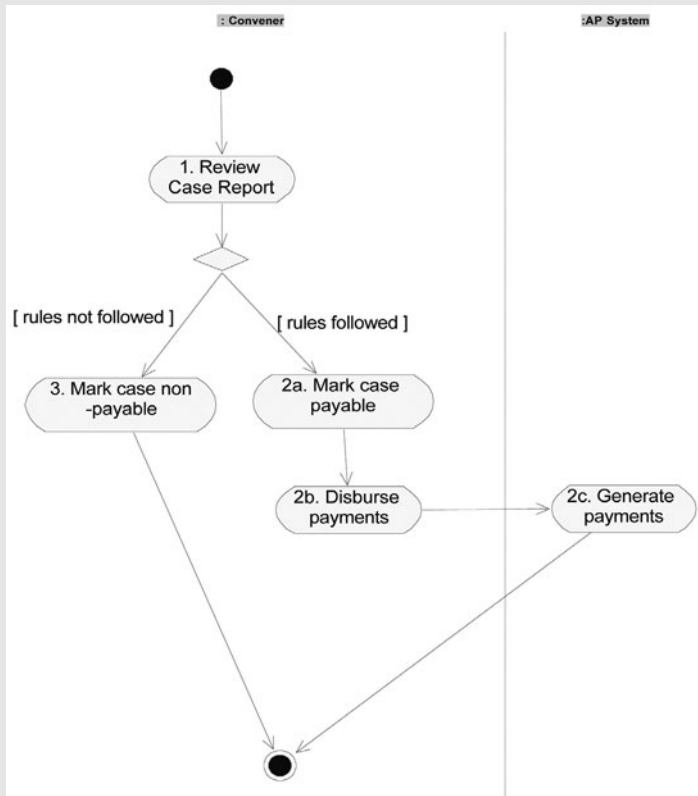 : Convener
:AP System
1. Review
Case Report
[ rules not followed ]
[ rules followed ]
3. Mark case non
-payable
2a. Mark case
payable
2b. Disburse
payments
2c. Generate
payments